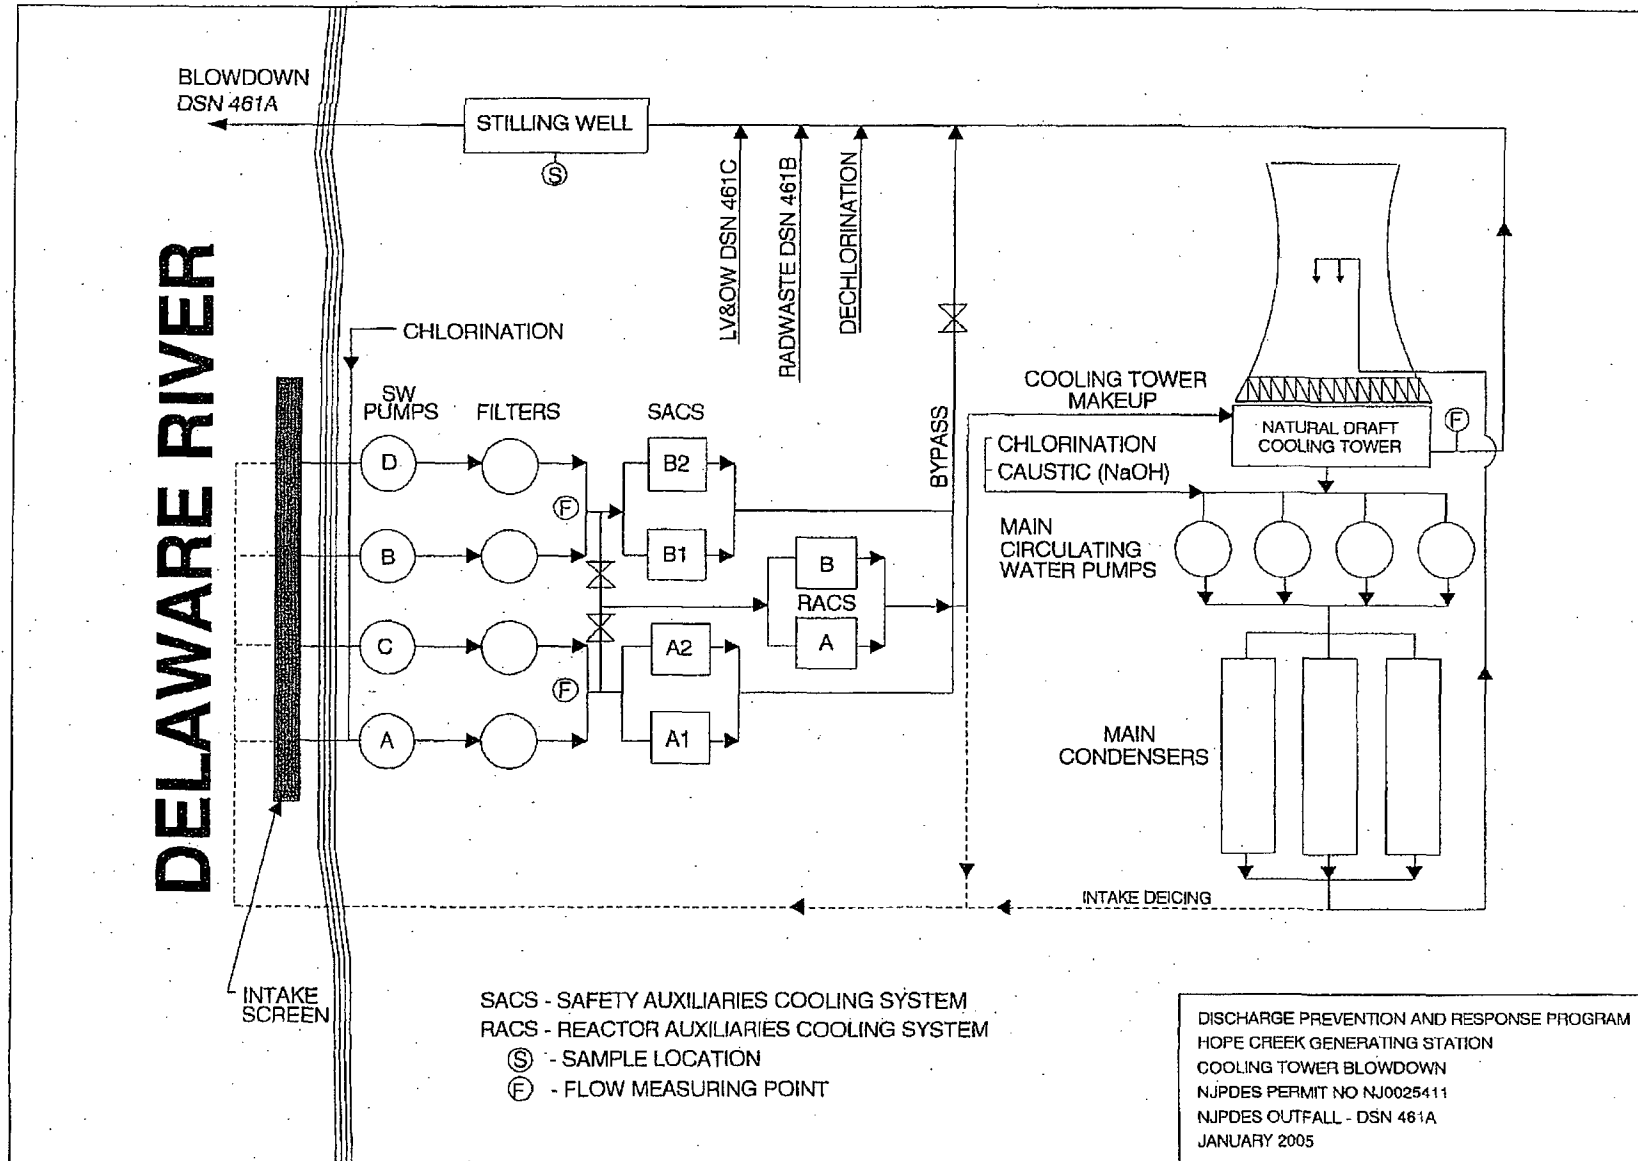 BLOWDOWN
DSN 461A
STILLING WELL
S
LV&OW DSN 461C
RADWASTE DSN 461B
DECHLORINATION
BYPASS
DELAWARE RIVER
CHLORINATION
SW
PUMPS
FILTERS
SACS
D
B
C
A
F
F
B2
B1
A2
A1
B
RACS
A
COOLING TOWER
MAKEUP
CHLORINATION
CAUSTIC (NaOH)
NATURAL DRAFT
COOLING TOWER
F
MAIN
CIRCULATING
WATER PUMPS
MAIN
CONDENSERS
INTAKE DEICING
INTAKE
SCREEN
SACS - SAFETY AUXILIARIES COOLING SYSTEM
RACS - REACTOR AUXILIARIES COOLING SYSTEM
S - SAMPLE LOCATION
F - FLOW MEASURING POINT
DISCHARGE PREVENTION AND RESPONSE PROGRAM
HOPE CREEK GENERATING STATION
COOLING TOWER BLOWDOWN
NJPDES PERMIT NO NJ0025411
NJPDES OUTFALL - DSN 461A
JANUARY 2005